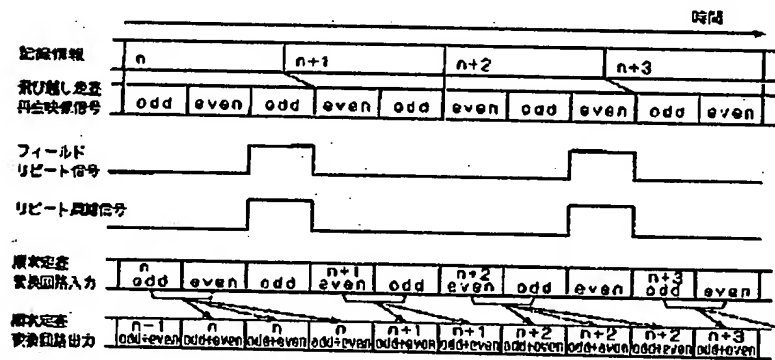 時間
記録情報
n n+1 n+2 n+3
飛び越し走査
再生映像信号
odd even odd even odd even odd even odd even
フィールド
リピート信号
リピート
信号
順次走査
変換回路入力
n n+1 n+2 n+3
odd even odd even odd even odd even odd even
順次走査
変換回路出力
n-1 n n n n+1 n+1 n+2 n+2 n+2 n+3
odd+even odd+even odd+even odd+even odd+even odd+even odd+even odd+even odd+even odd+even